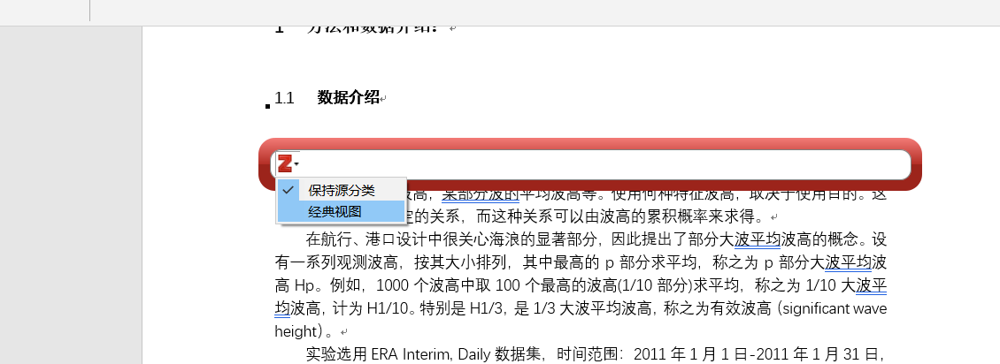 1 方法和数据介绍：
1.1 数据介绍
Z
保持源分类
经典视图
高，某部分波的平均波高等。使用何种特征波高，取决于使用目的。这
的关系，而这种关系可以由波高的累积概率来求得。
在航行、港口设计中很关心海浪的显著部分，因此提出了部分大波平均波高的概念。设
有一系列观测波高，按其大小排列，其中最高的 p 部分求平均，称之为 p 部分大波平均波
高 Hp。例如，1000 个波高中取 100 个最高的波高(1/10 部分)求平均，称之为 1/10 大波平
均波高，计为 H1/10。特别是 H1/3，是 1/3 大波平均波高，称之为有效波高（significant wave
height）。
实验选用 ERA Interim, Daily 数据集，时间范围：2011 年 1 月 1 日-2011 年 1 月 31 日，